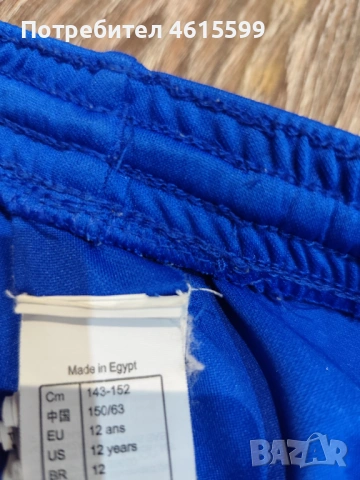 Потребител 4615599
Made in Egypt
Cm 143-152
中国 150/63
EU 12 ans
US 12 years
BR 12
BAZAR